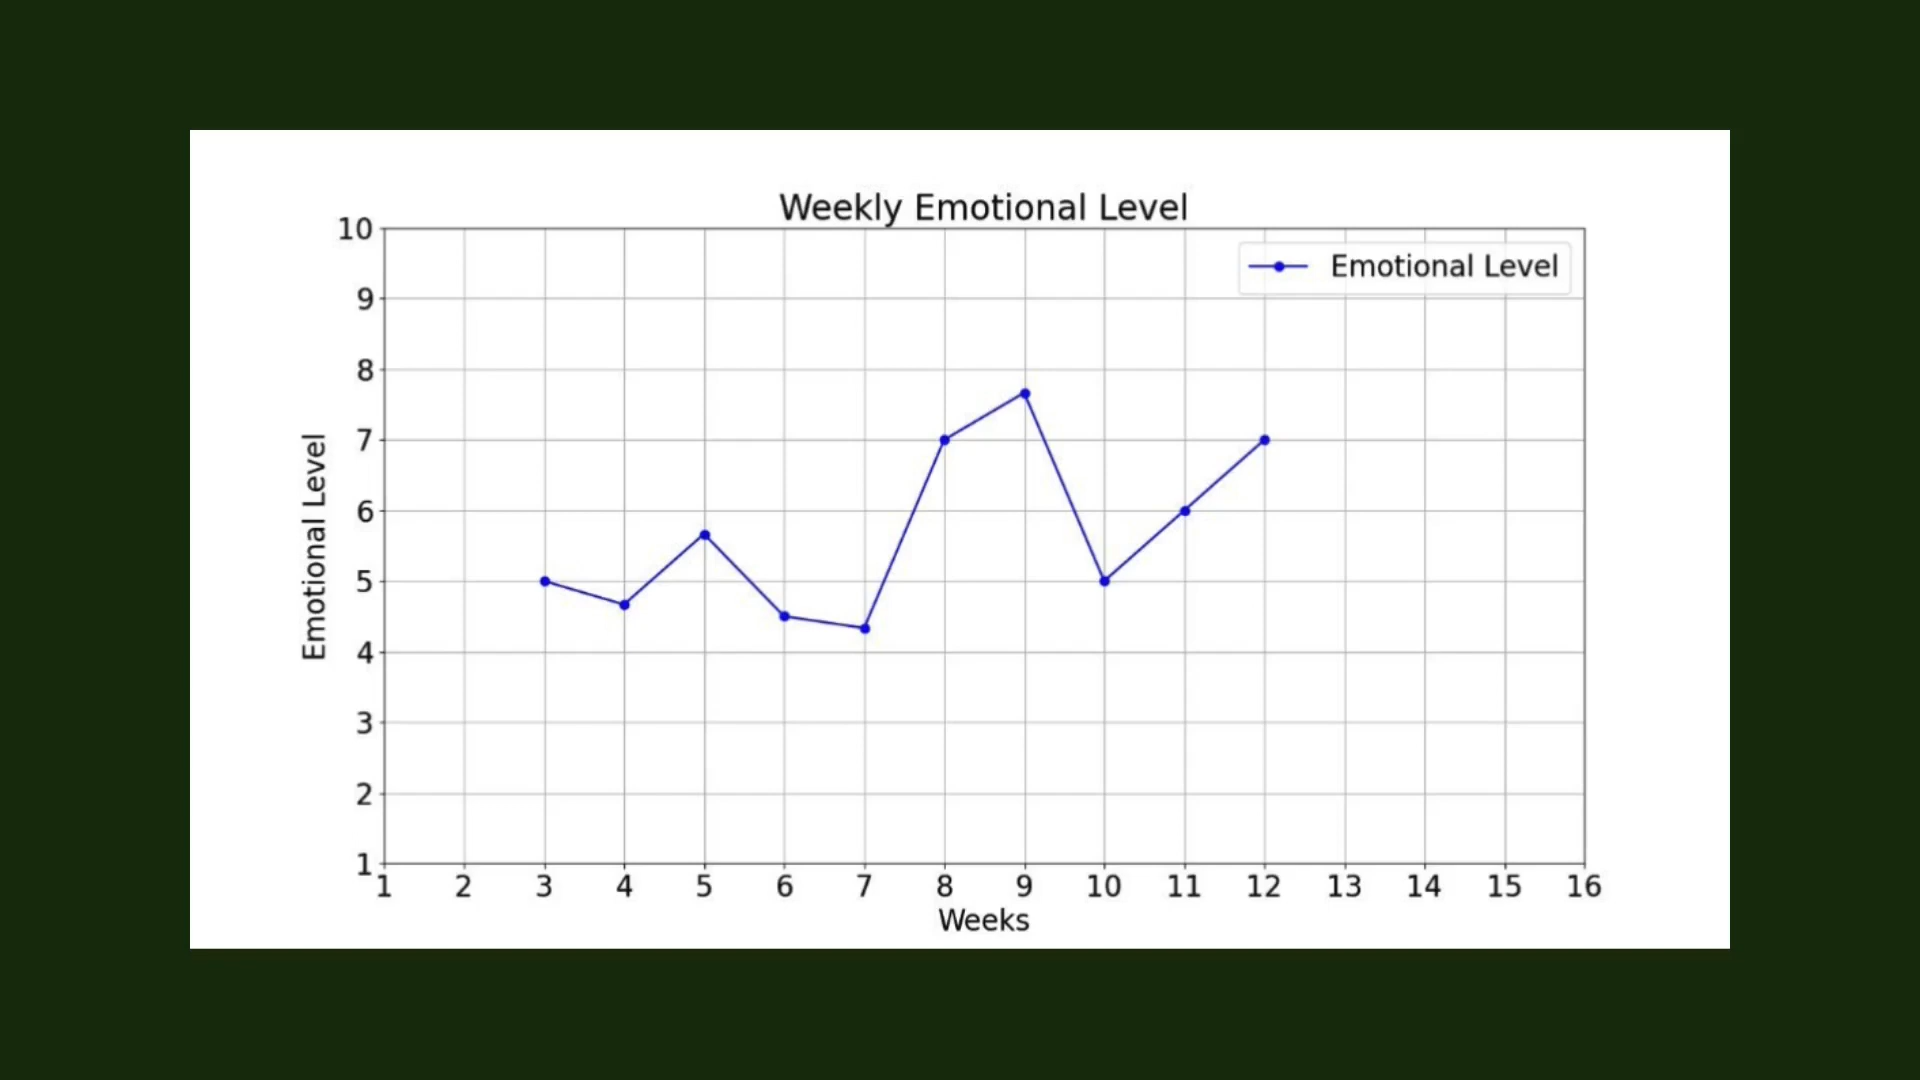 Weekly Emotional Level
Emotional Level
10
9
8
7
6
5
4
3
2
1
Emotional Level
1 2 3 4 5 6 7 8 9 10 11 12 13 14 15 16
Weeks